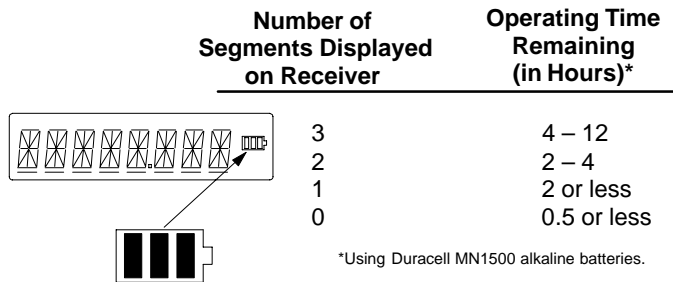 Number of Segments Displayed on Receiver
Operating Time Remaining (in Hours)*
3 4 – 12
2 2 – 4
1 2 or less
0 0.5 or less
*Using Duracell MN1500 alkaline batteries.